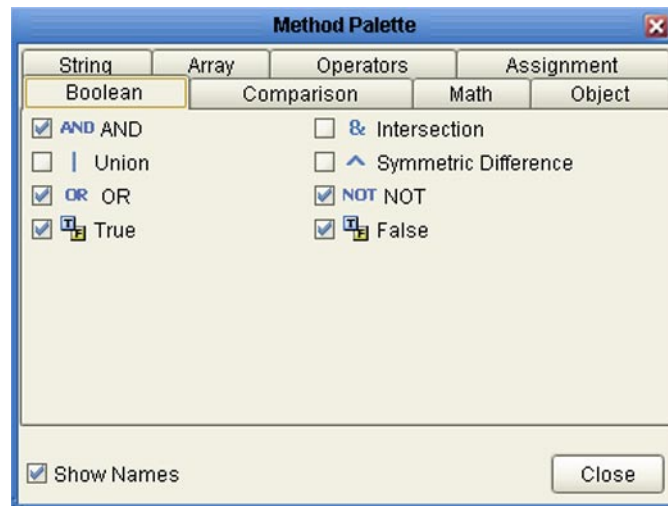 Method Palette
String Array Operators Assignment
Boolean Comparison Math Object
AND AND & Intersection
| Union ^ Symmetric Difference
OR OR NOT NOT
T F True T F False
Show Names Close